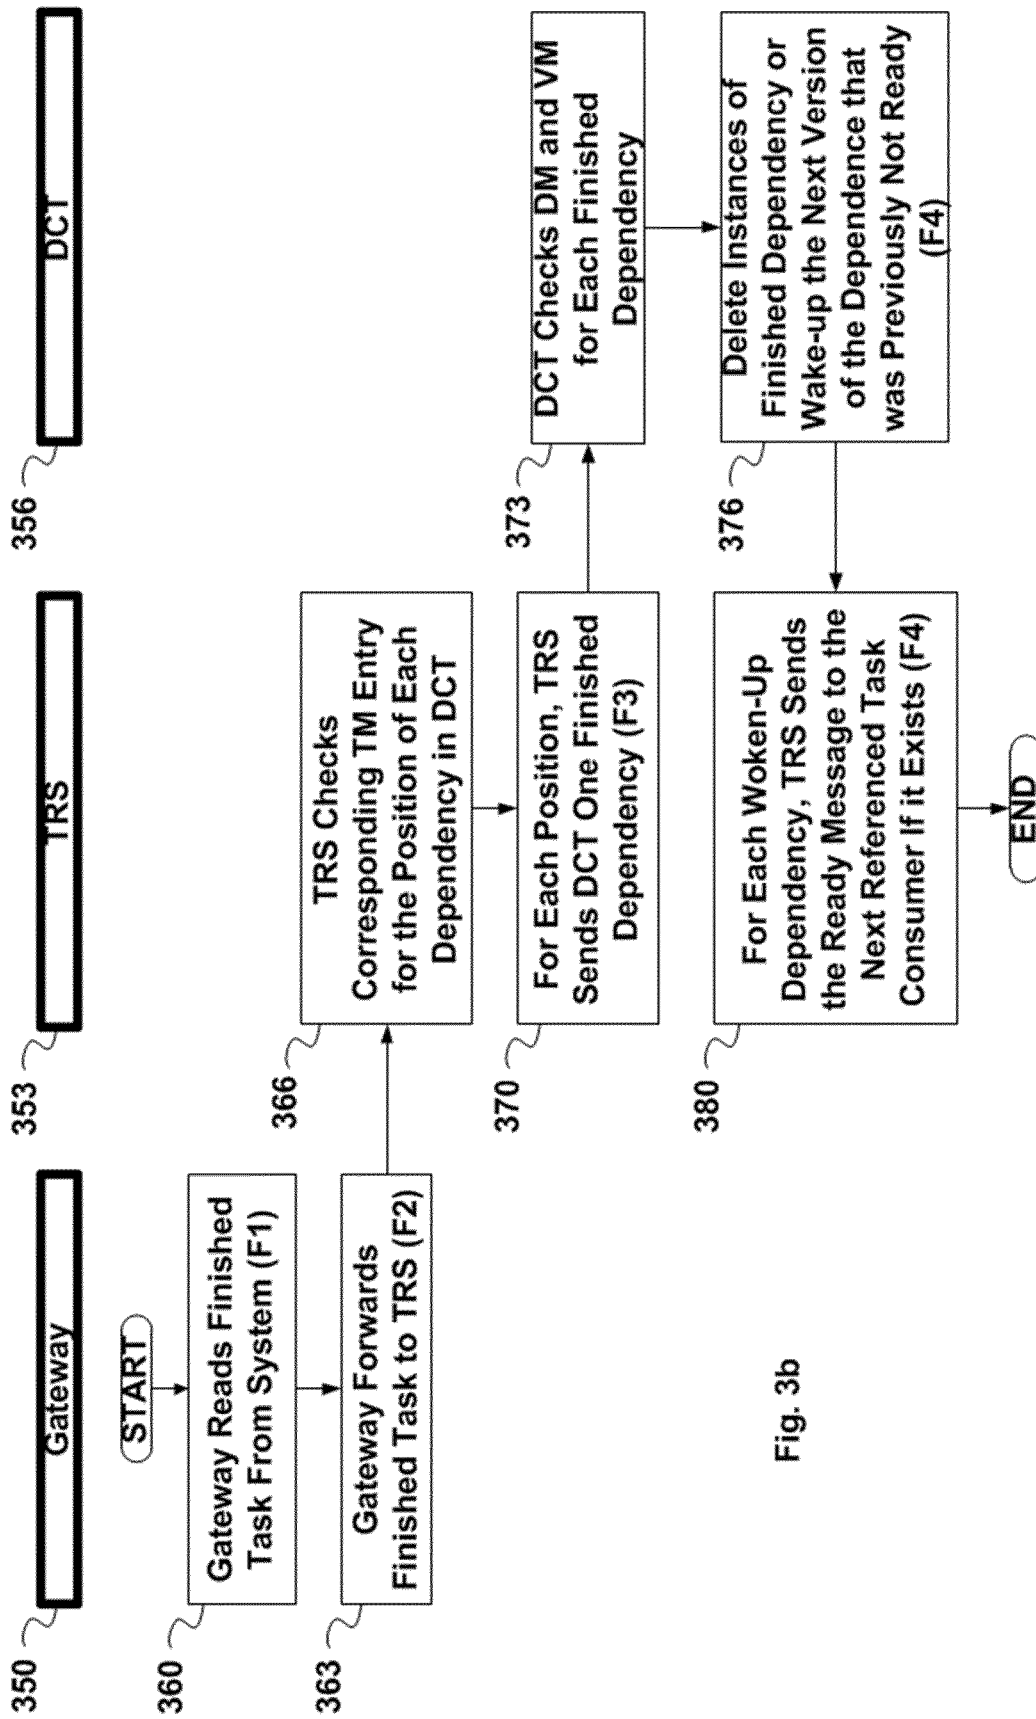 350
Gateway
353
TRS
356
DCT
START
360
Gateway Reads Finished
Task From System (F1)
363
Gateway Forwards
Finished Task to TRS (F2)
366
TRS Checks
Corresponding TM Entry
for the Position of Each
Dependency in DCT
370
For Each Position, TRS
Sends DCT One Finished
Dependency (F3)
373
DCT Checks DM and VM
for Each Finished
Dependency
376
Delete Instances of
Finished Dependency or
Wake-up the Next Version
of the Dependence that
was Previously Not Ready
(F4)
380
For Each Woken-Up
Dependency, TRS Sends
the Ready Message to the
Next Referenced Task
Consumer If it Exists (F4)
END
Fig. 3b